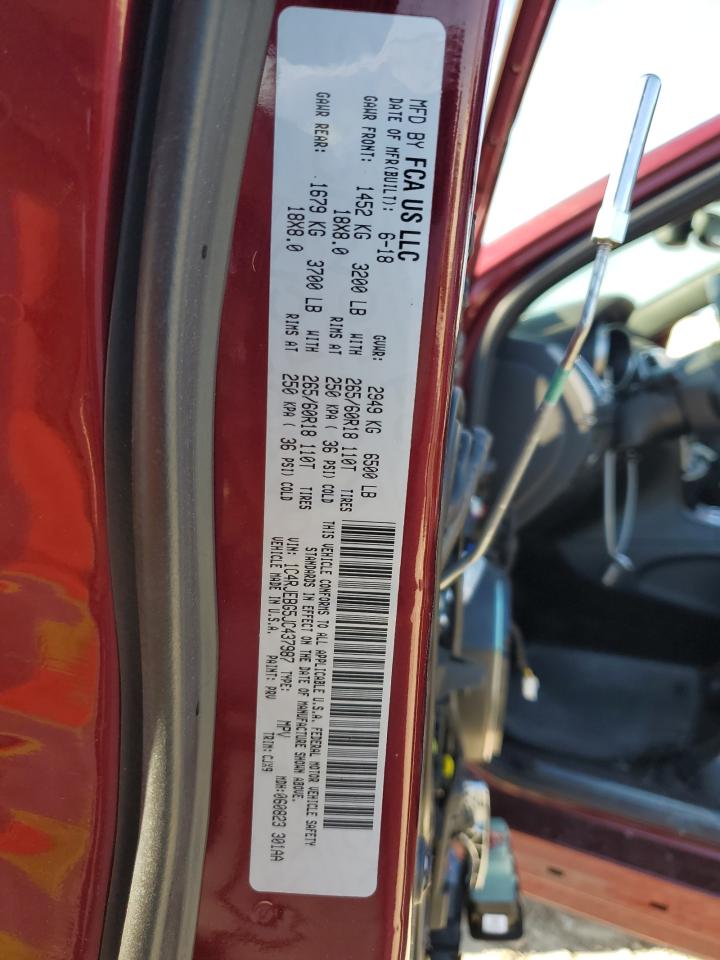 MFD BY FCA US LLC
DATE OF MFR(BUILT): 6-18 GVWR: 2949 KG 6500 LB
GAWR FRONT: 1452 KG 3200 LB WITH 265/60R18 110T TIRES
18X8.0 RIMS AT 250 KPA ( 36 PSI) COLD
GAWR REAR: 1679 KG 3700 LB WITH 265/60R18 110T TIRES
18X8.0 RIMS AT 250 KPA ( 36 PSI) COLD
THIS VEHICLE CONFORMS TO ALL APPLICABLE U.S.A. FEDERAL MOTOR VEHICLE SAFETY
STANDARDS IN EFFECT ON THE DATE OF MANUFACTURE SHOWN ABOVE.
VIN: 1C4RJEBG5JC437987 TYPE: MPV MDH:060823 301AA
VEHICLE MADE IN U.S.A. PAINT: PRV TRIM: CJX9